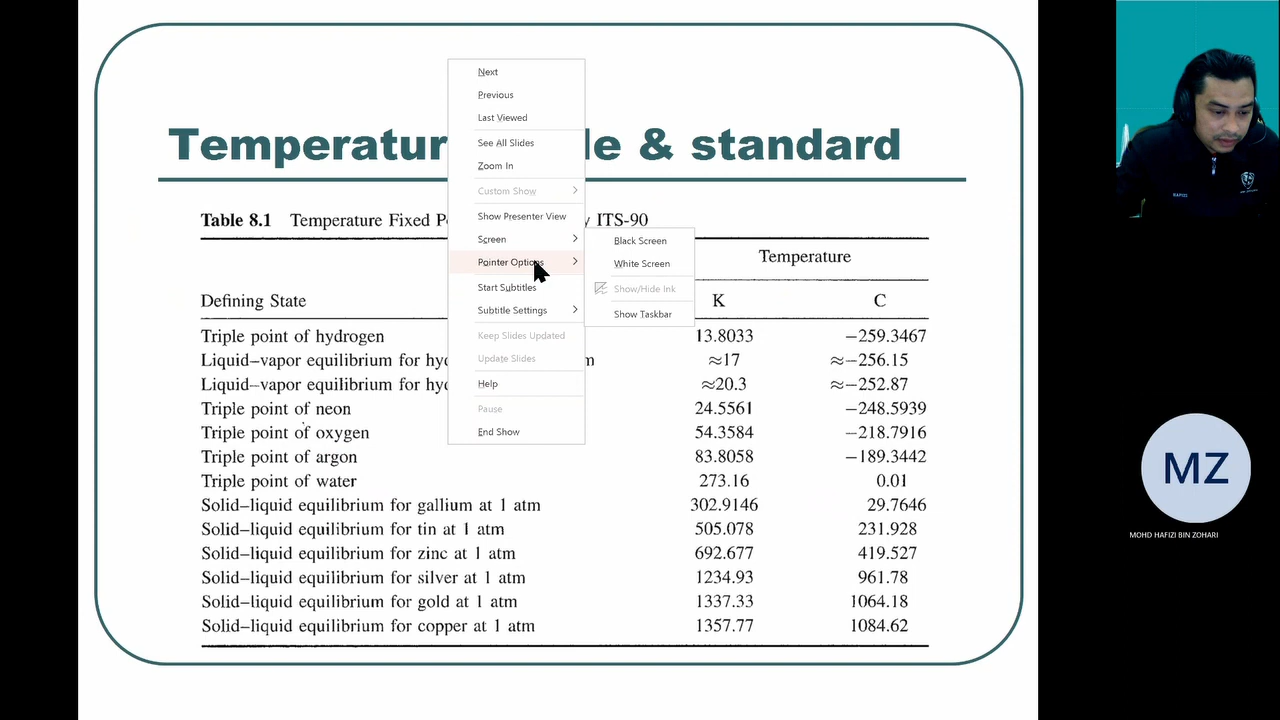 Temperatur le & standard
Table 8.1 Temperature Fixed P y ITS-90
Temperature
Defining State K C
Triple point of hydrogen 13.8033 −259.3467
Liquid–vapor equilibrium for hy m ≈17 ≈−256.15
Liquid–vapor equilibrium for hy ≈20.3 ≈−252.87
Triple point of neon 24.5561 −248.5939
Triple point of oxygen 54.3584 −218.7916
Triple point of argon 83.8058 −189.3442
Triple point of water 273.16 0.01
Solid–liquid equilibrium for gallium at 1 atm 302.9146 29.7646
Solid–liquid equilibrium for tin at 1 atm 505.078 231.928
Solid–liquid equilibrium for zinc at 1 atm 692.677 419.527
Solid–liquid equilibrium for silver at 1 atm 1234.93 961.78
Solid–liquid equilibrium for gold at 1 atm 1337.33 1064.18
Solid–liquid equilibrium for copper at 1 atm 1357.77 1084.62
Next
Previous
Last Viewed
See All Slides
Zoom In
Custom Show
Show Presenter View
Screen
Pointer Options
Start Subtitles
Subtitle Settings
Keep Slides Updated
Update Slides
Help
Pause
End Show
Black Screen
White Screen
Show/Hide Ink
Show Taskbar
MZ
MOHD HAFIZI BIN ZOHARI